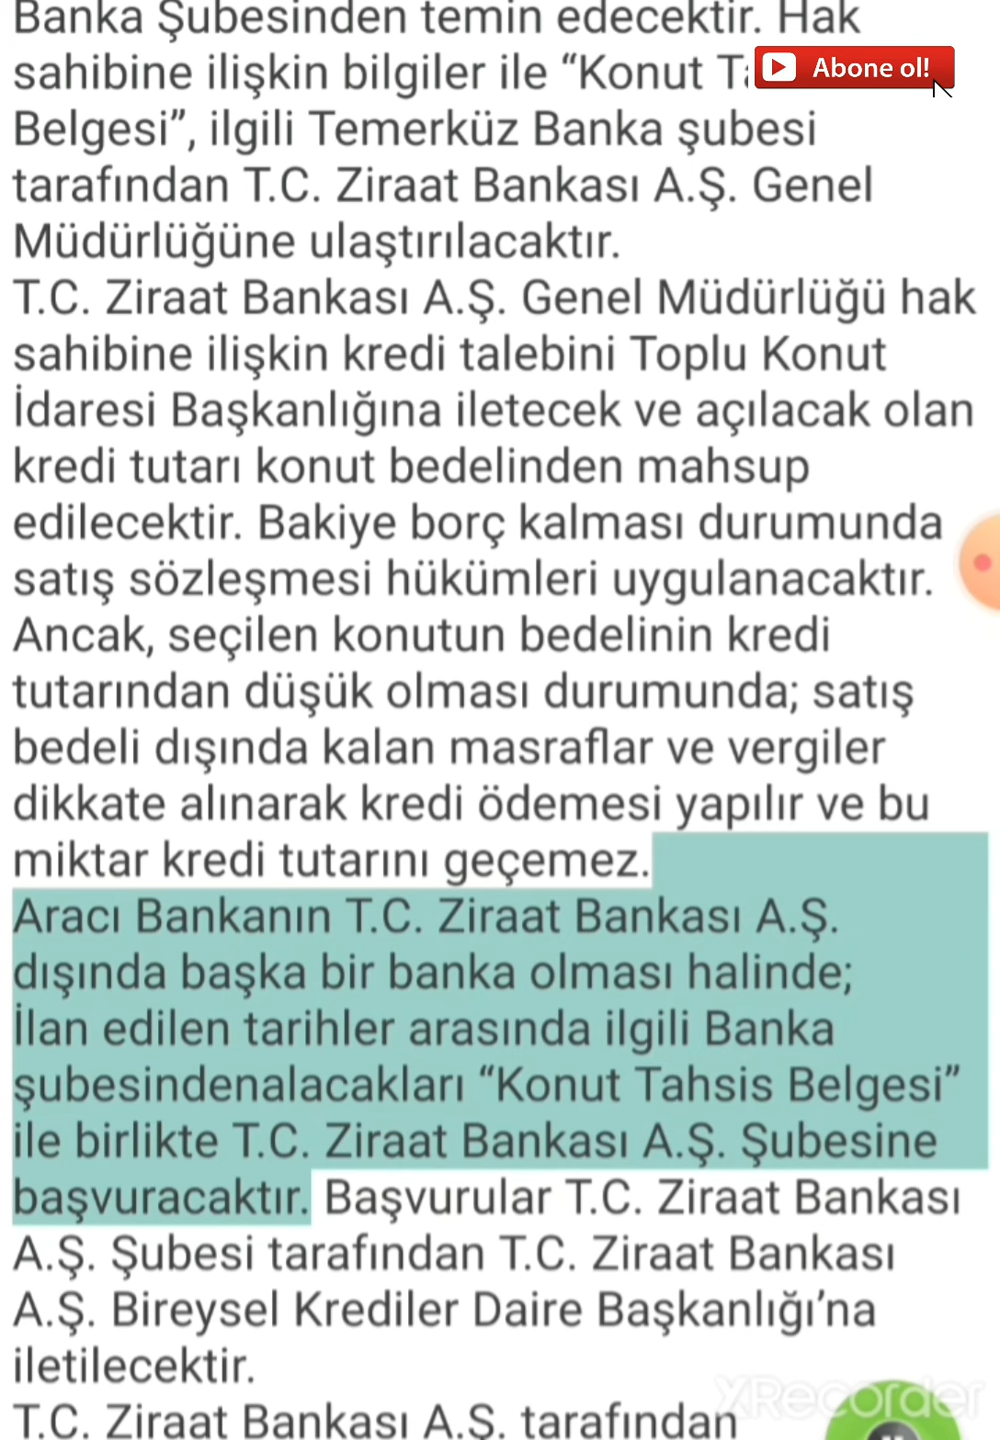 Banka Şubesinden temin edecektir. Hak
sahibine ilişkin bilgiler ile “Konut
Abone ol!
Belgesi”, ilgili Temerküz Banka şubesi
tarafından T.C. Ziraat Bankası A.Ş. Genel
Müdürlüğüne ulaştırılacaktır.
T.C. Ziraat Bankası A.Ş. Genel Müdürlüğü hak
sahibine ilişkin kredi talebini Toplu Konut
İdaresi Başkanlığına iletecek ve açılacak olan
kredi tutarı konut bedelinden mahsup
edilecektir. Bakiye borç kalması durumunda
satış sözleşmesi hükümleri uygulanacaktır.
Ancak, seçilen konutun bedelinin kredi
tutarından düşük olması durumunda; satış
bedeli dışında kalan masraflar ve vergiler
dikkate alınarak kredi ödemesi yapılır ve bu
miktar kredi tutarını geçemez.
Aracı Bankanın T.C. Ziraat Bankası A.Ş.
dışında başka bir banka olması halinde;
İlan edilen tarihler arasında ilgili Banka
şubesindenalacakları “Konut Tahsis Belgesi”
ile birlikte T.C. Ziraat Bankası A.Ş. Şubesine
başvuracaktır. Başvurular T.C. Ziraat Bankası
A.Ş. Şubesi tarafından T.C. Ziraat Bankası
A.Ş. Bireysel Krediler Daire Başkanlığı’na
iletilecektir.
XRecorder
T.C. Ziraat Bankası A.Ş. tarafından